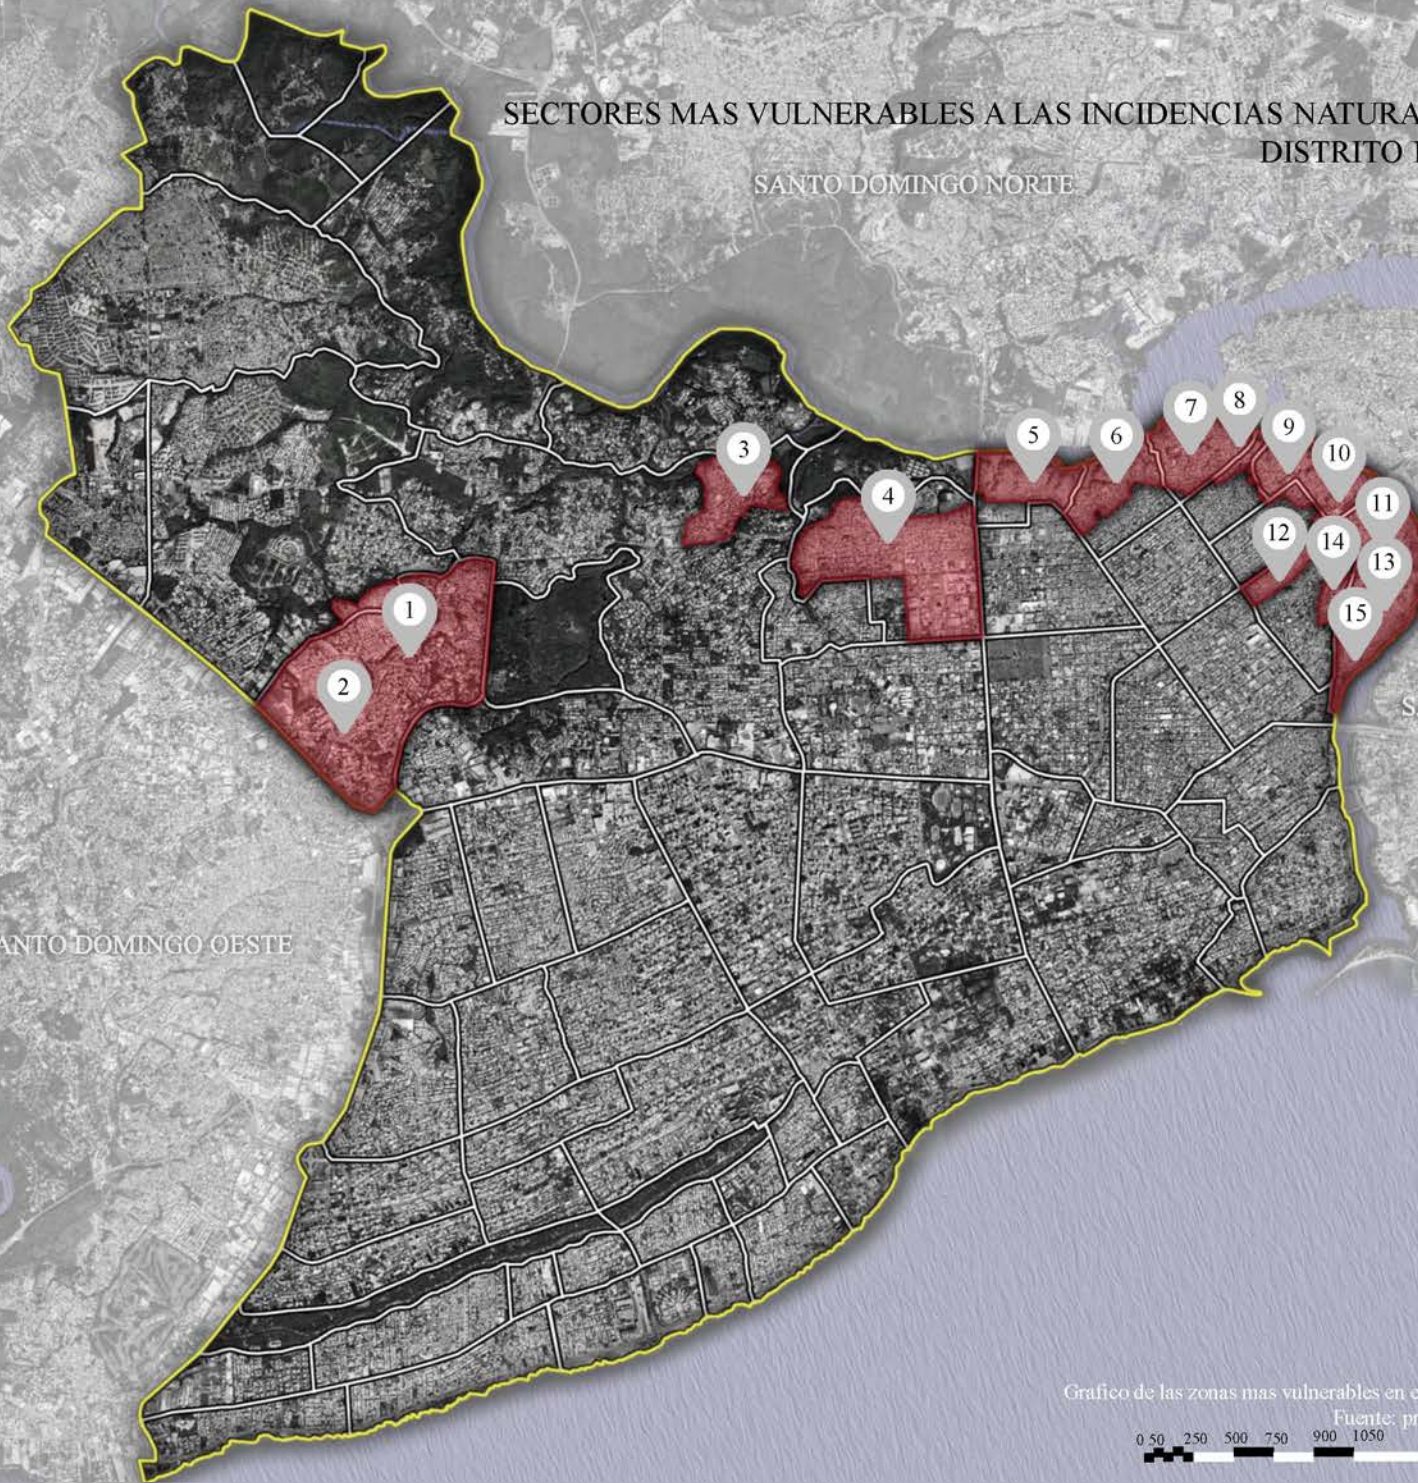 SECTORES MAS VULNERABLES A LAS INCIDENCIAS NATURA
DISTRITO
SANTO DOMINGO NORTE
7
8
5
6
9
3
10
4
11
12
14
13
1
15
2
S
ANTO DOMINGO OESTE
Grafico de las zonas mas vulnerables en e
Fuente: pr
0 50 250 500 750 900 1050